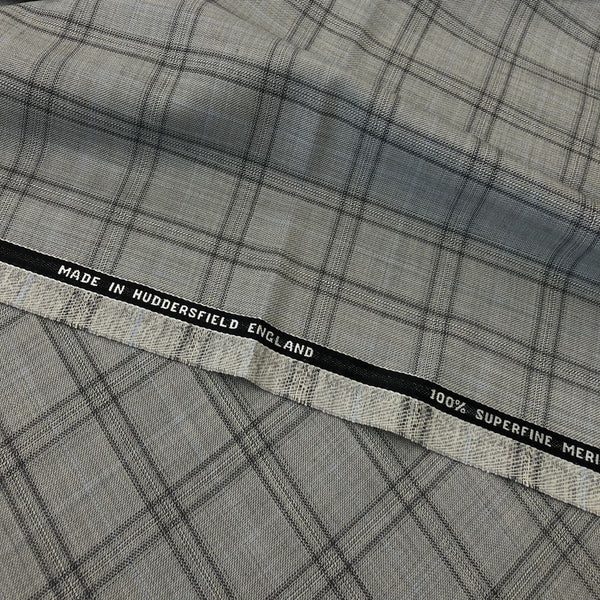 MADE IN HUDDERSFIELD ENGLAND
100% SUPERFINE MERI